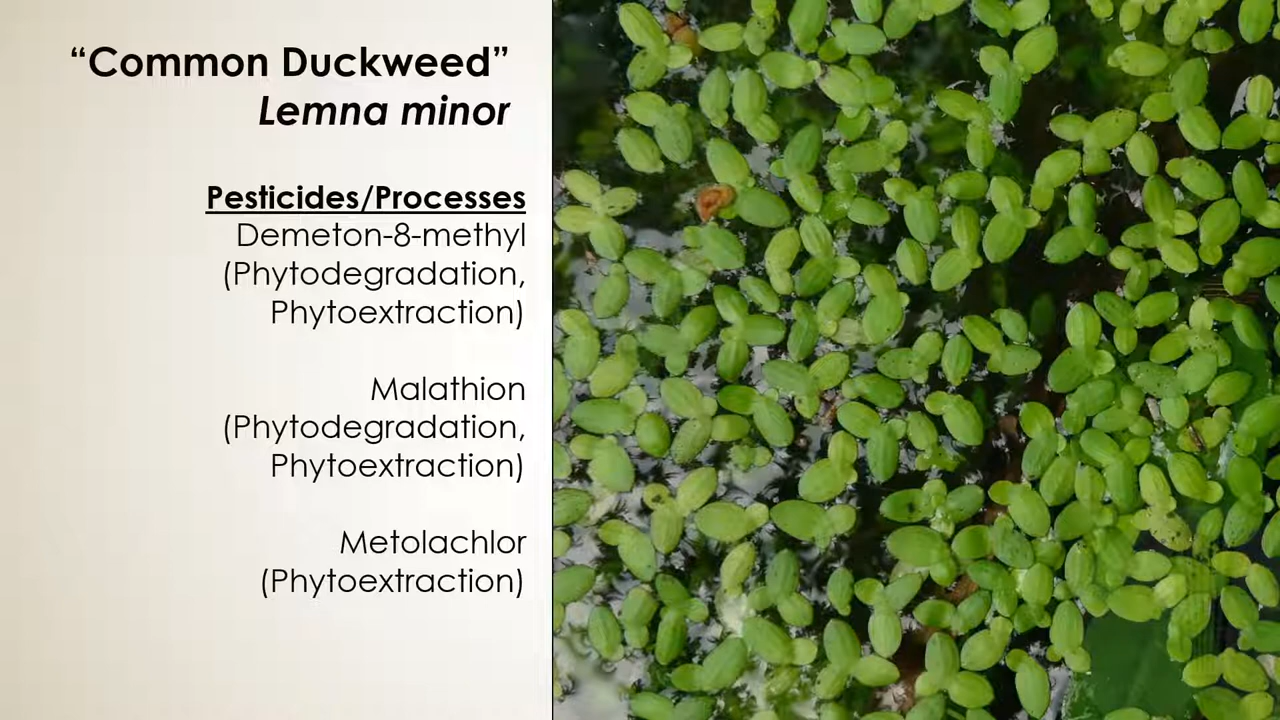 “Common Duckweed”
Lemna minor
Pesticides/Processes
Demeton-8-methyl
(Phytodegradation,
Phytoextraction)
Malathion
(Phytodegradation,
Phytoextraction)
Metolachlor
(Phytoextraction)